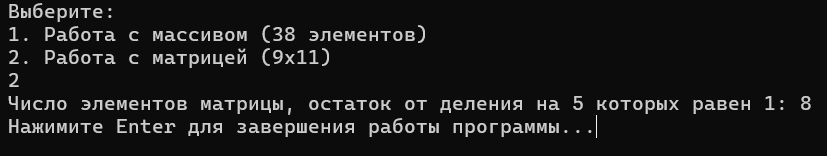 Выберите:
1. Работа с массивом (38 элементов)
2. Работа с матрицей (9x11)
2
Число элементов матрицы, остаток от деления на 5 которых равен 1: 8
Нажимите Enter для завершения работы программы...